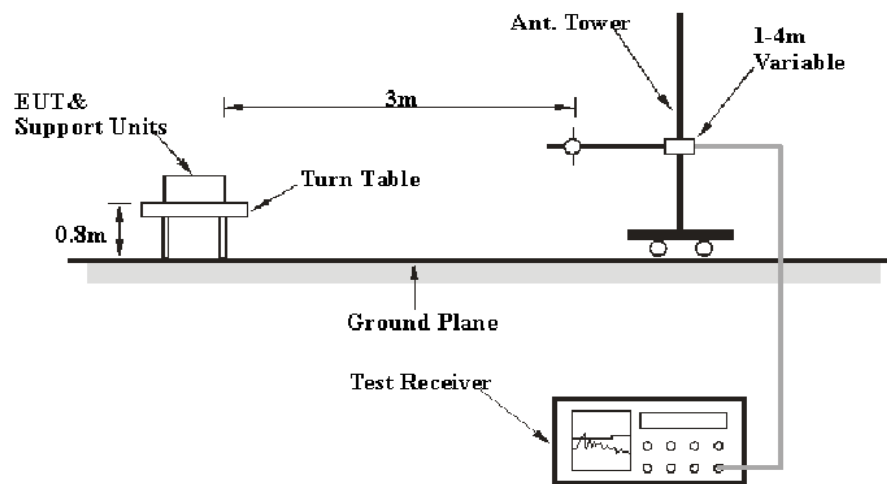 Ant. Tower
1-4m
Variable
EUT&
Support Units
3m
Turn Table
0.8m
Ground Plane
Test Receiver